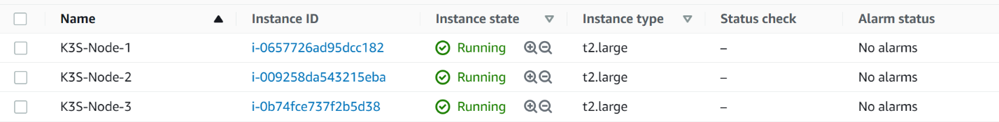 Name Instance ID Instance state Instance type Status check Alarm status
K3S-Node-1 i-0657726ad95dcc182 Running t2.large – No alarms
K3S-Node-2 i-009258da543215eba Running t2.large – No alarms
K3S-Node-3 i-0b74fce737f2b5d38 Running t2.large – No alarms